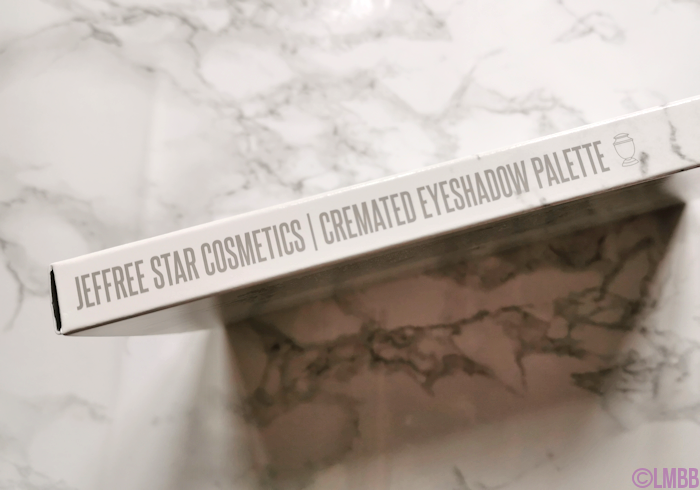 JEFFREE STAR COSMETICS | CREMATED EYESHADOW PALETTE
©LMBB